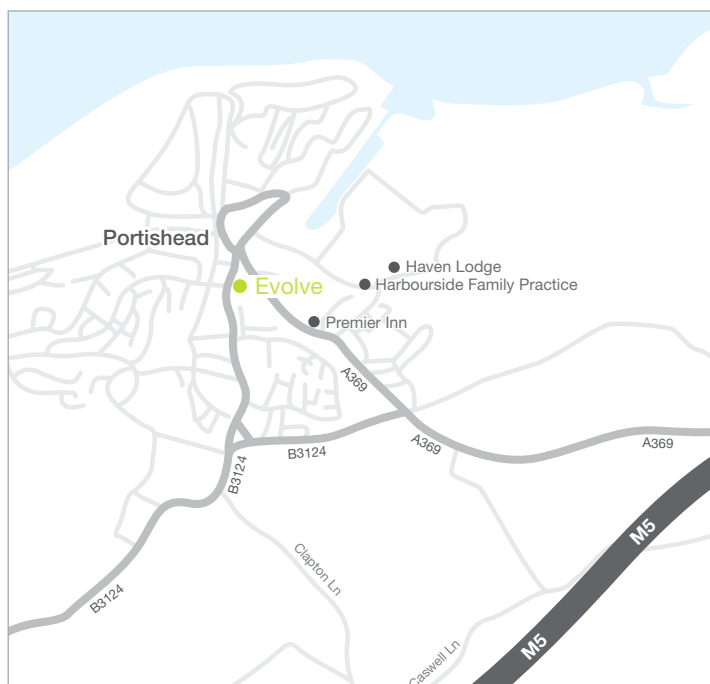 Portishead
Haven Lodge
Harbourside Family Practice
Evolve
Premier Inn
A369
A369
A369
B3124
B3124
B3124
M5
Clapton Ln
Caswell Ln
M5